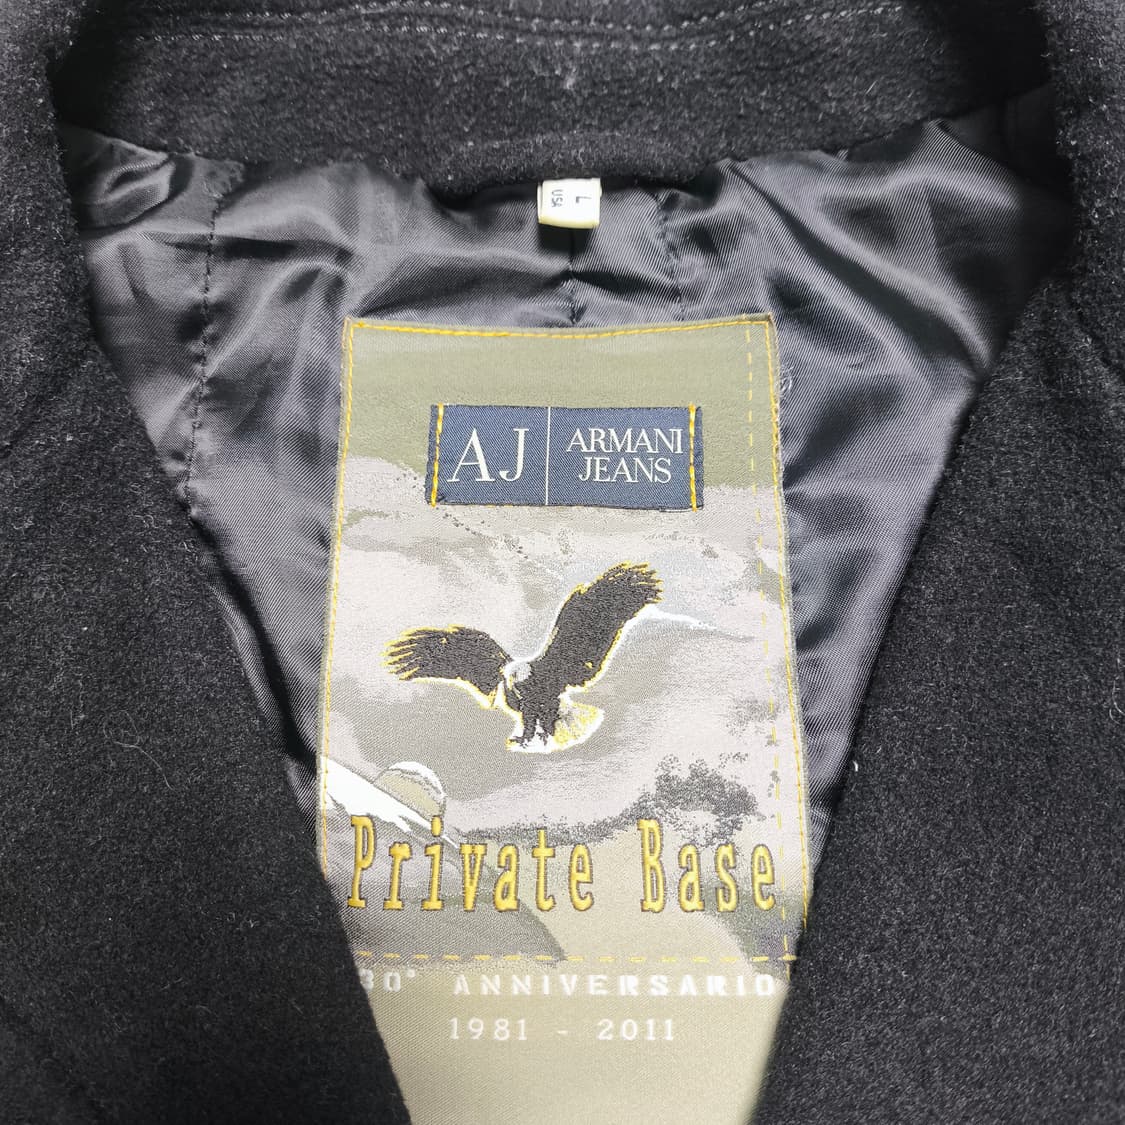 L
USA
AJ
ARMANI
JEANS
Private Base
30° ANNIVERSARIO
1981 - 2011